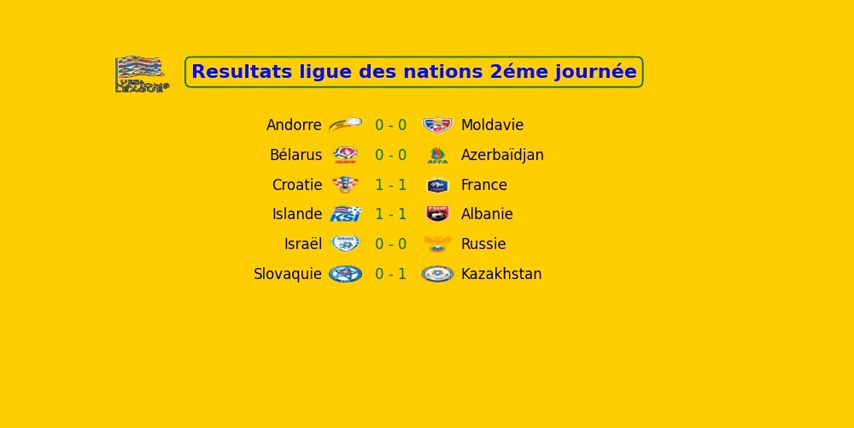 Resultats ligue des nations 2éme journée
Andorre 0 - 0 Moldavie
Bélarus 0 - 0 Azerbaïdjan
Croatie 1 - 1 France
Islande 1 - 1 Albanie
Israël 0 - 0 Russie
Slovaquie 0 - 1 Kazakhstan